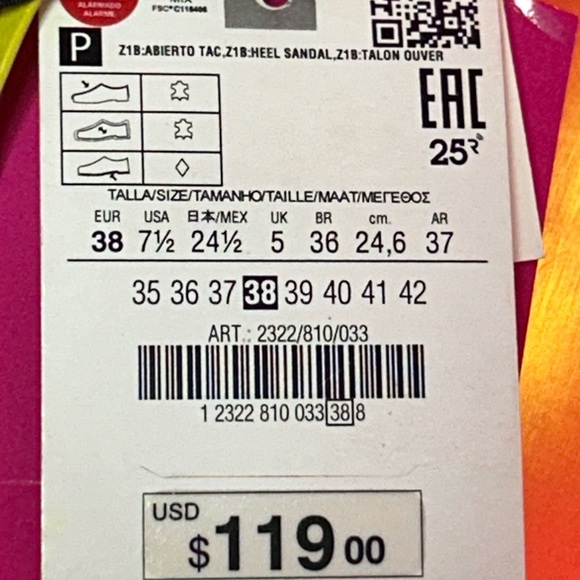 ALARMADO
ALARME
FSC® C116406
P
Z1B:ABIERTO TAC,Z1B:HEEL SANDAL,Z1B:TALON OUVER
EAC
25
TALLA/SIZE/TAMANHO/TAILLE/MAAT/ΜΕΓΕΘΟΣ
EUR USA 日本/MEX UK BR cm. AR
38 7½ 24½ 5 36 24,6 37
35 36 37 38 39 40 41 42
ART.: 2322/810/033
1 2322 810 033 38 8
USD
$119 00